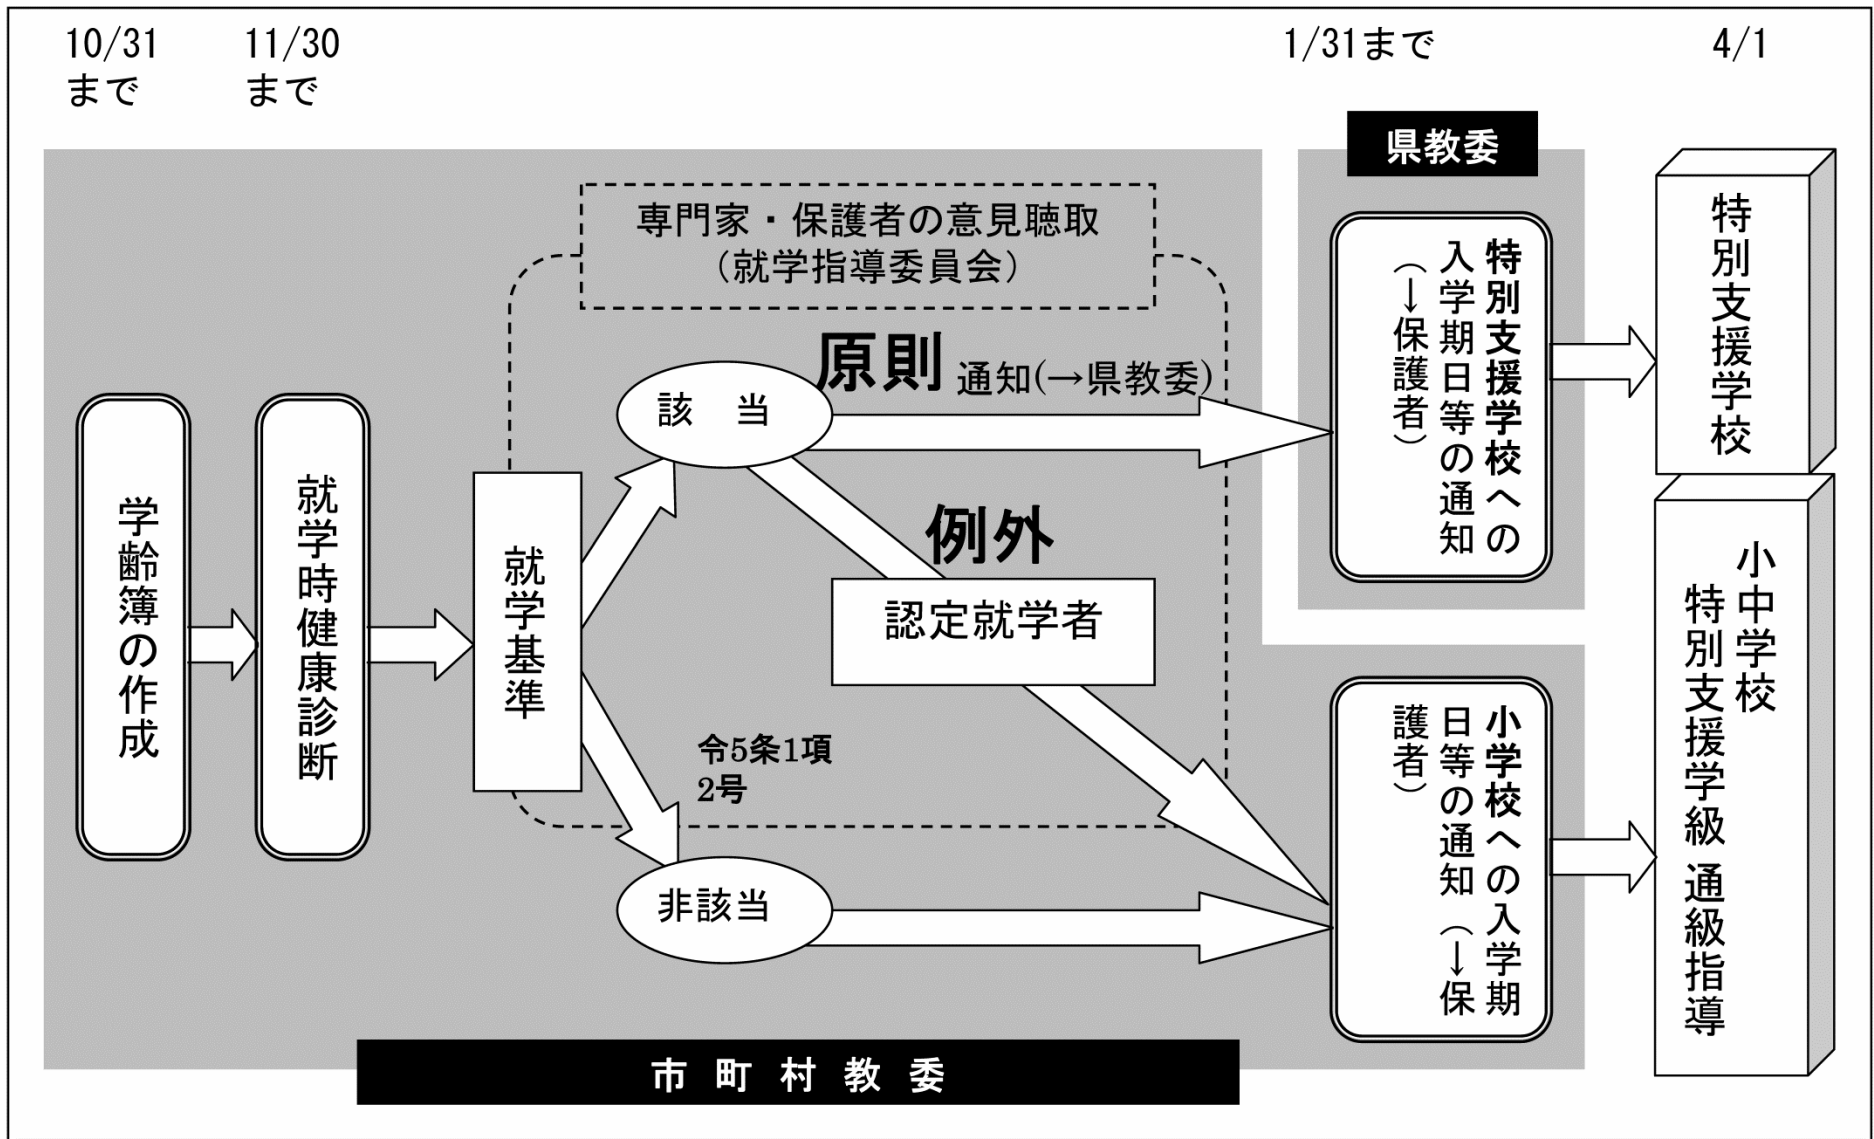 10/31
まで
11/30
まで
1/31まで
4/1
県教委
専門家・保護者の意見聴取
（就学指導委員会）
原則
通知(→県教委)
該　当
例外
認定就学者
学齢簿の作成
就学時健康診断
就学基準
令5条1項
2号
非該当
特別支援学校への
入学期日等の通知
（→保護者）
小学校への入学期
日等の通知（→保
護者）
特別支援学校
小中学校
特別支援学級 通級指導
市 町 村 教 委